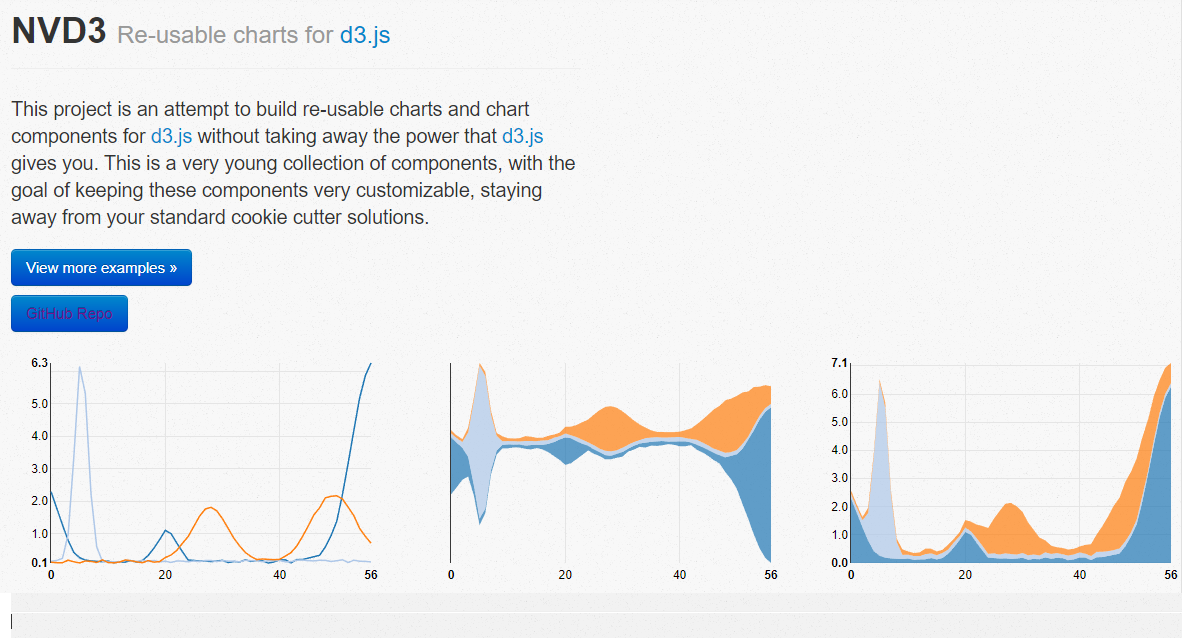 NVD3 Re-usable charts for d3.js
This project is an attempt to build re-usable charts and chart
components for d3.js without taking away the power that d3.js
gives you. This is a very young collection of components, with the
goal of keeping these components very customizable, staying
away from your standard cookie cutter solutions.
View more examples »
GitHub Repo
6.3
5.0
4.0
3.0
2.0
1.0
0.1
0 20 40 56
0 20 40 56
7.1
6.0
5.0
4.0
3.0
2.0
1.0
0.0
0 20 40 56